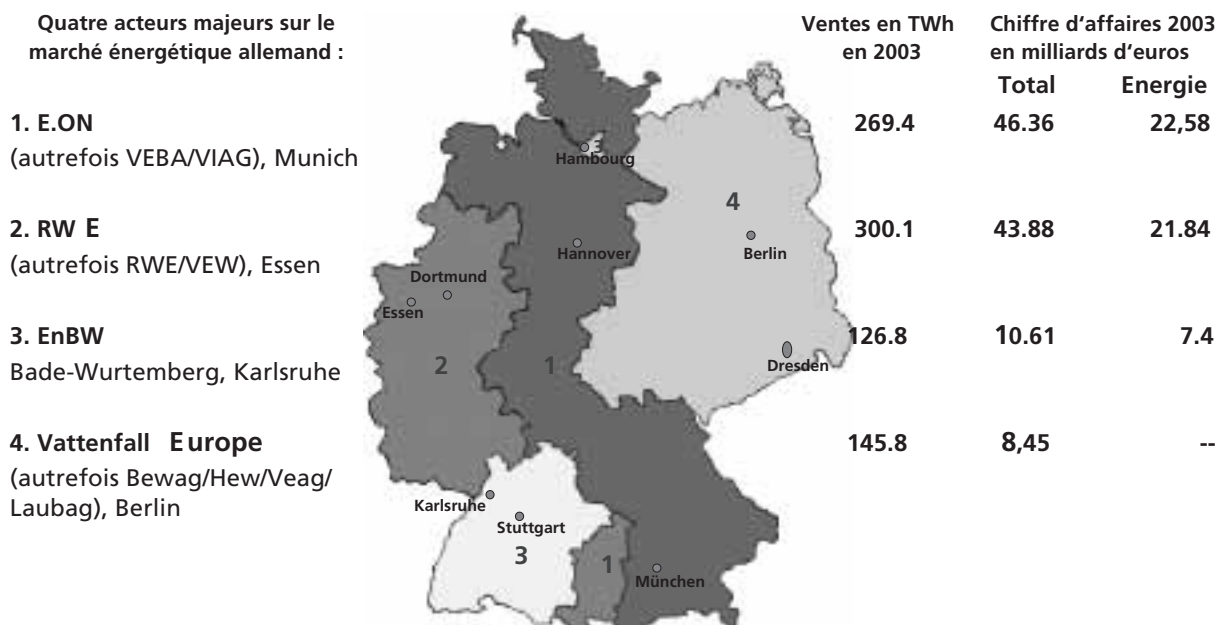 Quatre acteurs majeurs sur le
marché énergétique allemand :
Ventes en TWh
en 2003
Chiffre d‘affaires 2003
en milliards d‘euros
Total Energie
1. E.ON 269.4 46.36 22,58
(autrefois VEBA/VIAG), Munich
2. RW E 300.1 43.88 21.84
(autrefois RWE/VEW), Essen
3. EnBW 126.8 10.61 7.4
Bade-Wurtemberg, Karlsruhe
4. Vattenfall Europe 145.8 8,45 --
(autrefois Bewag/Hew/Veag/
Laubag), Berlin
3
Hambourg
4
Hannover
Berlin
Dortmund
Essen
2
1
Dresden
Karlsruhe
Stuttgart
3
1
München